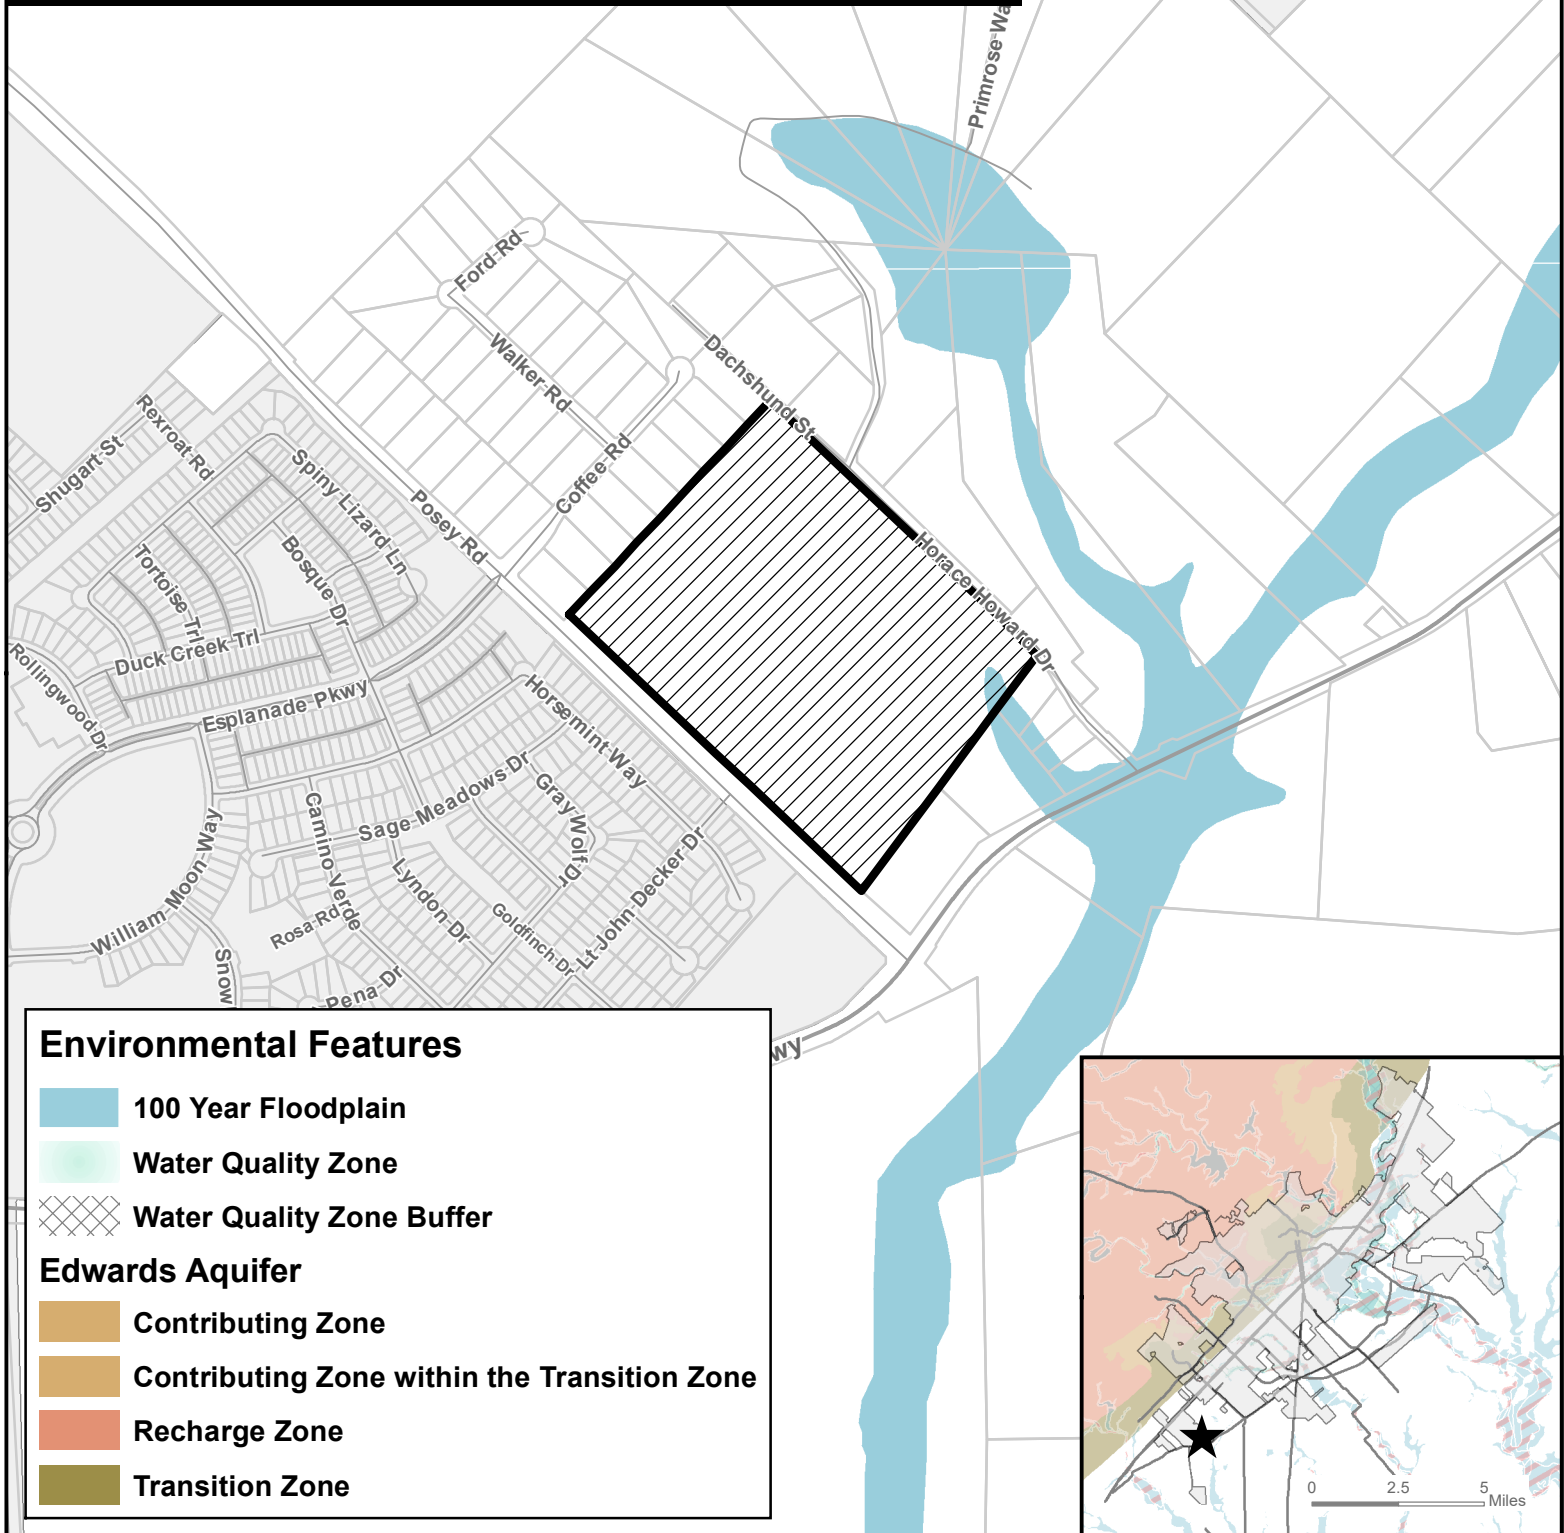 Primrose Wa
Ford Rd
Walker Rd
Dachshund St
Coffee Rd
Rexroat Rd
Shugart St
Spiny Lizard Ln
Posey Rd
Bosque Dr
Tortoise Trl
Duck Creek Trl
Rollingwood Dr
Esplanade Pkwy
Horace Howard Dr
Horsemint Way
Gray Wolf Dr
Sage Meadows Dr
Camino Verde
William Moon Way
Lyndon Dr
Lt John Decker Dr
Goldfinch Dr
Rosa Rd
Snow
Pena Dr
wy
Environmental Features
100 Year Floodplain
Water Quality Zone
Water Quality Zone Buffer
Edwards Aquifer
Contributing Zone
Contributing Zone within the Transition Zone
Recharge Zone
Transition Zone
0 2.5 5
Miles